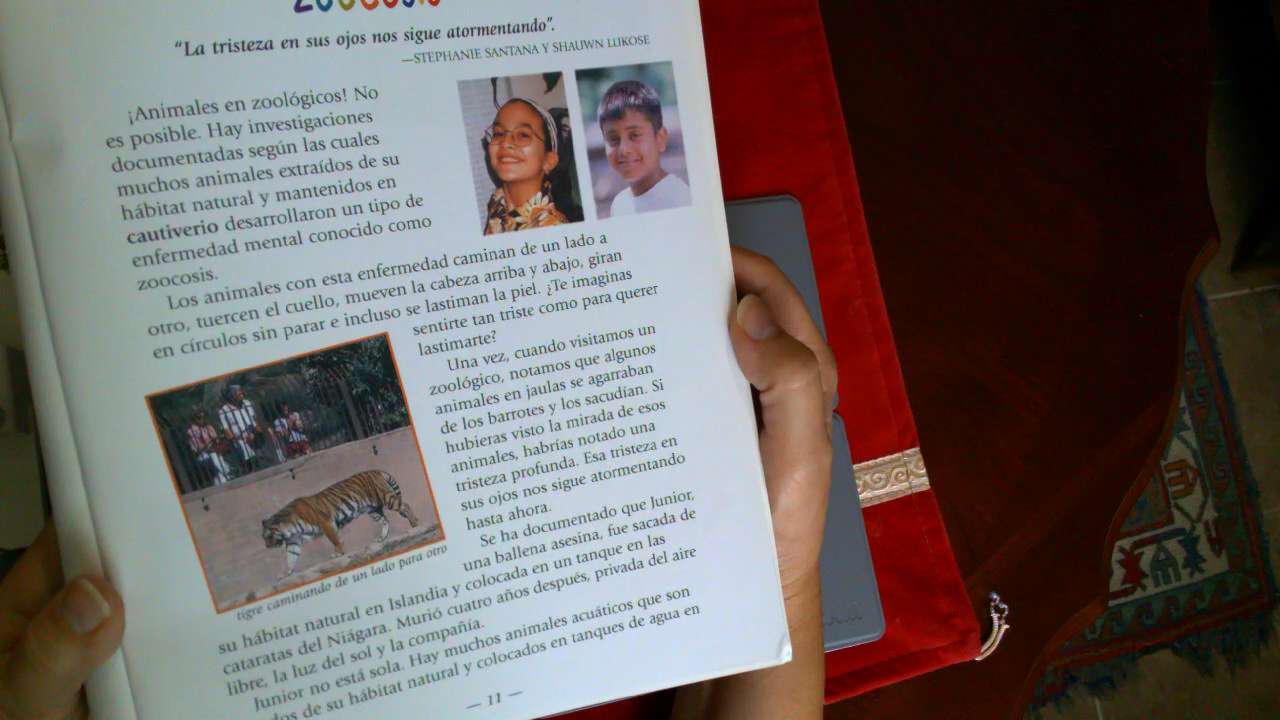 zoocosis
“La tristeza en sus ojos nos sigue atormentando”.
—STEPHANIE SANTANA Y SHAUWN LUKOSE
¡Animales en zoológicos! No
es posible. Hay investigaciones
documentadas según las cuales
muchos animales extraídos de su
hábitat natural y mantenidos en
cautiverio desarrollaron un tipo de
enfermedad mental conocido como
zoocosis.
Los animales con esta enfermedad caminan de un lado a
otro, tuercen el cuello, mueven la cabeza arriba y abajo, giran
en círculos sin parar e incluso se lastiman la piel. ¿Te imaginas
sentirte tan triste como para querer
lastimarte?
Una vez, cuando visitamos un
zoológico, notamos que algunos
animales en jaulas se agarraban
de los barrotes y los sacudían. Si
hubieras visto la mirada de esos
animales, habrías notado una
tristeza profunda. Esa tristeza en
sus ojos nos sigue atormentando
hasta ahora.
Se ha documentado que Junior,
una ballena asesina, fue sacada de
su hábitat natural en Islandia y colocada en un tanque en las
cataratas del Niágara. Murió cuatro años después, privada del aire
libre, la luz del sol y la compañía.
Junior no está sola. Hay muchos animales acuáticos que son
de su hábitat natural y colocados en tanques de agua en
tigre caminando de un lado para otro
— 11 —